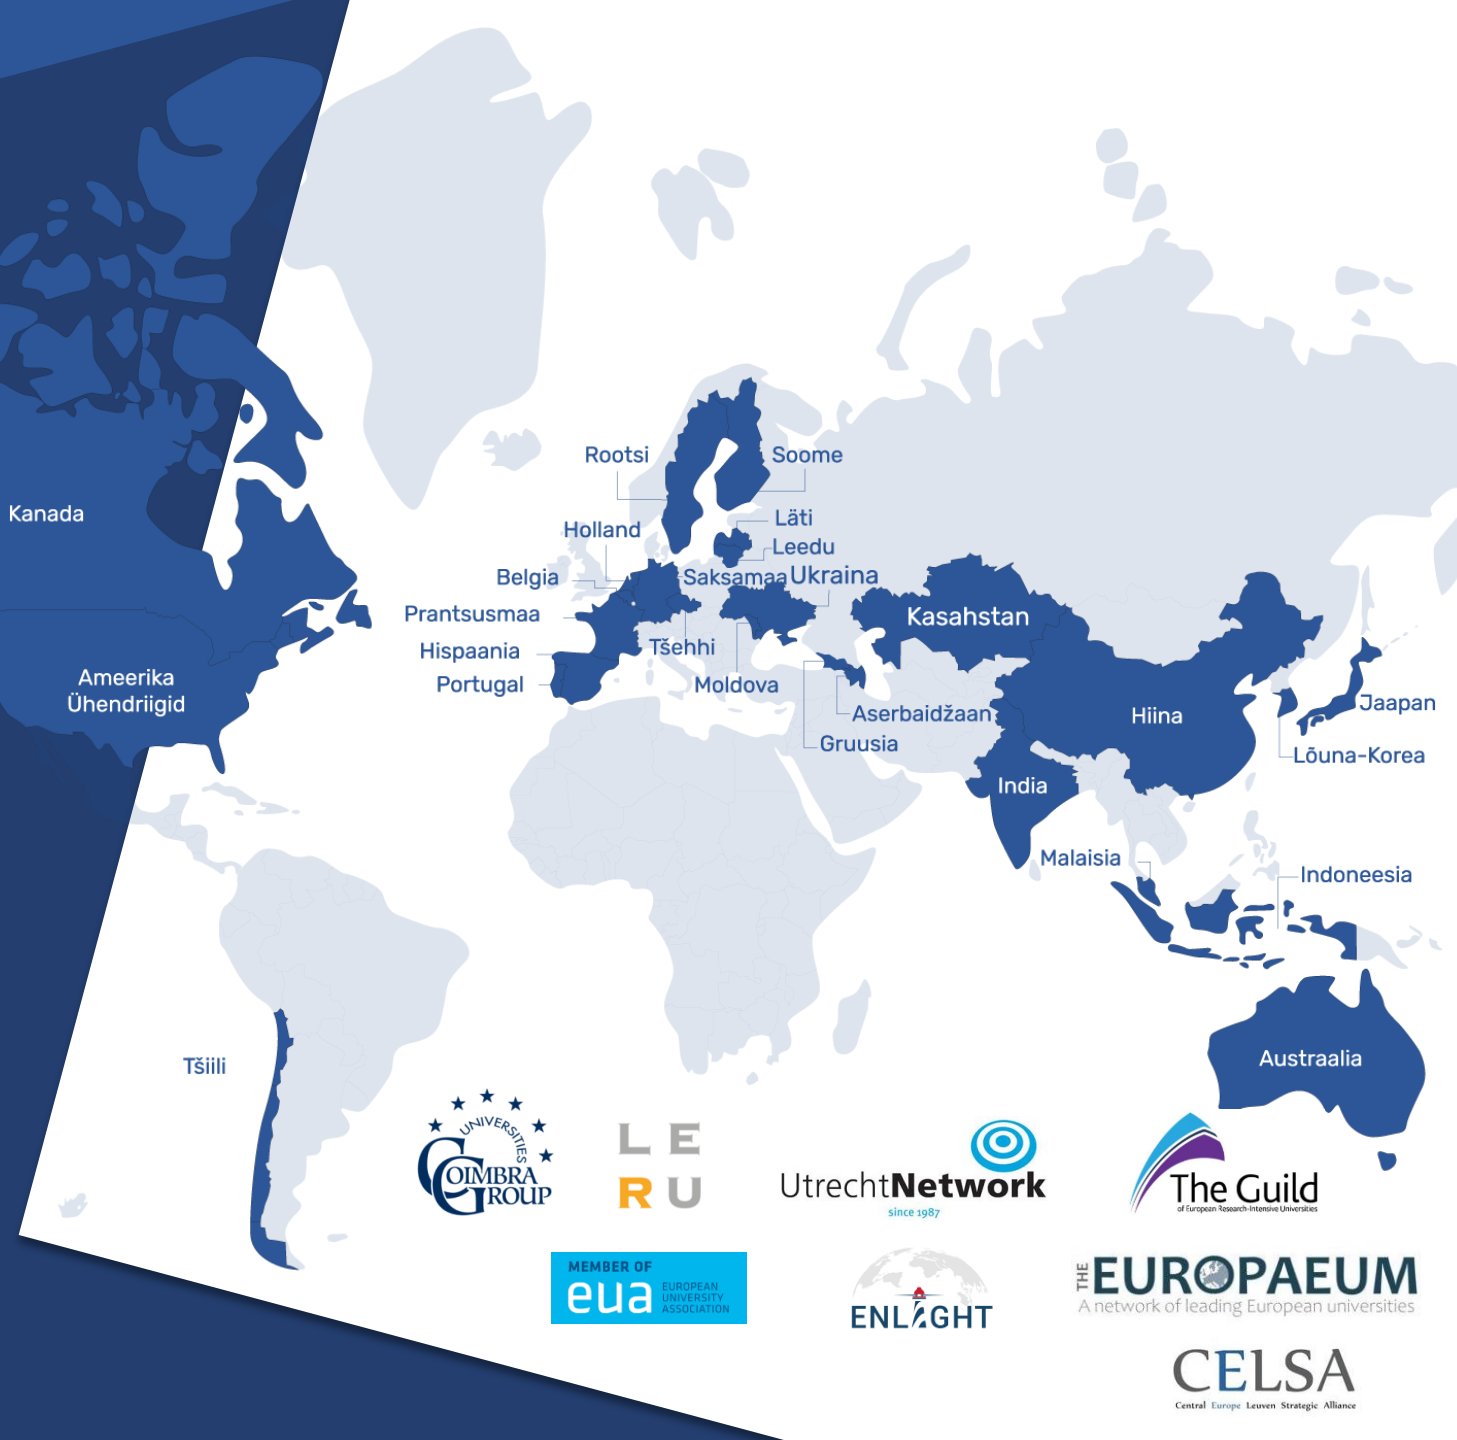 Rootsi
Soome
Kanada
Läti
Holland
Leedu
Belgia
Saksamaa
Ukraina
Prantsusmaa
Kasahstan
Hispaania
Tšehhi
Ameerika
Ühendriigid
Portugal
Moldova
Jaapan
Aserbaidžaan
Hiina
Gruusia
Lõuna-Korea
India
Malaisia
Indoneesia
Tšiili
Austraalia
UNIVERSITIES
COIMBRA
GROUP
LE
RU
UtrechtNetwork
since 1987
The Guild
of European Research-Intensive Universities
MEMBER OF
eua
EUROPEAN
UNIVERSITY
ASSOCIATION
ENLIGHT
THE EUROPAEUM
A network of leading European universities
CELSA
Central Europe Leuven Strategic Alliance